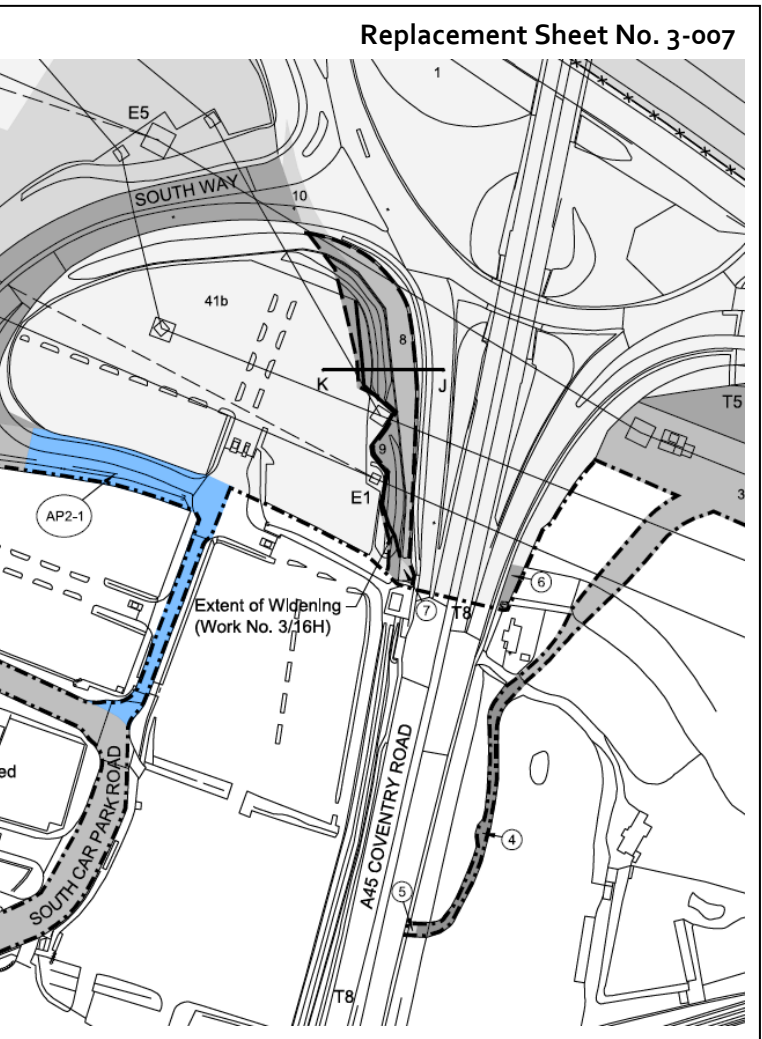 Replacement Sheet No. 3-007
1
E5
SOUTH WAY
10
41b
8
K
J
T5
9
3
E1
AP2-1
6
Extent of Widening
(Work No. 3/16H)
7
T8
ed
SOUTH CAR PARK ROAD
A45 COVENTRY ROAD
4
5
T8